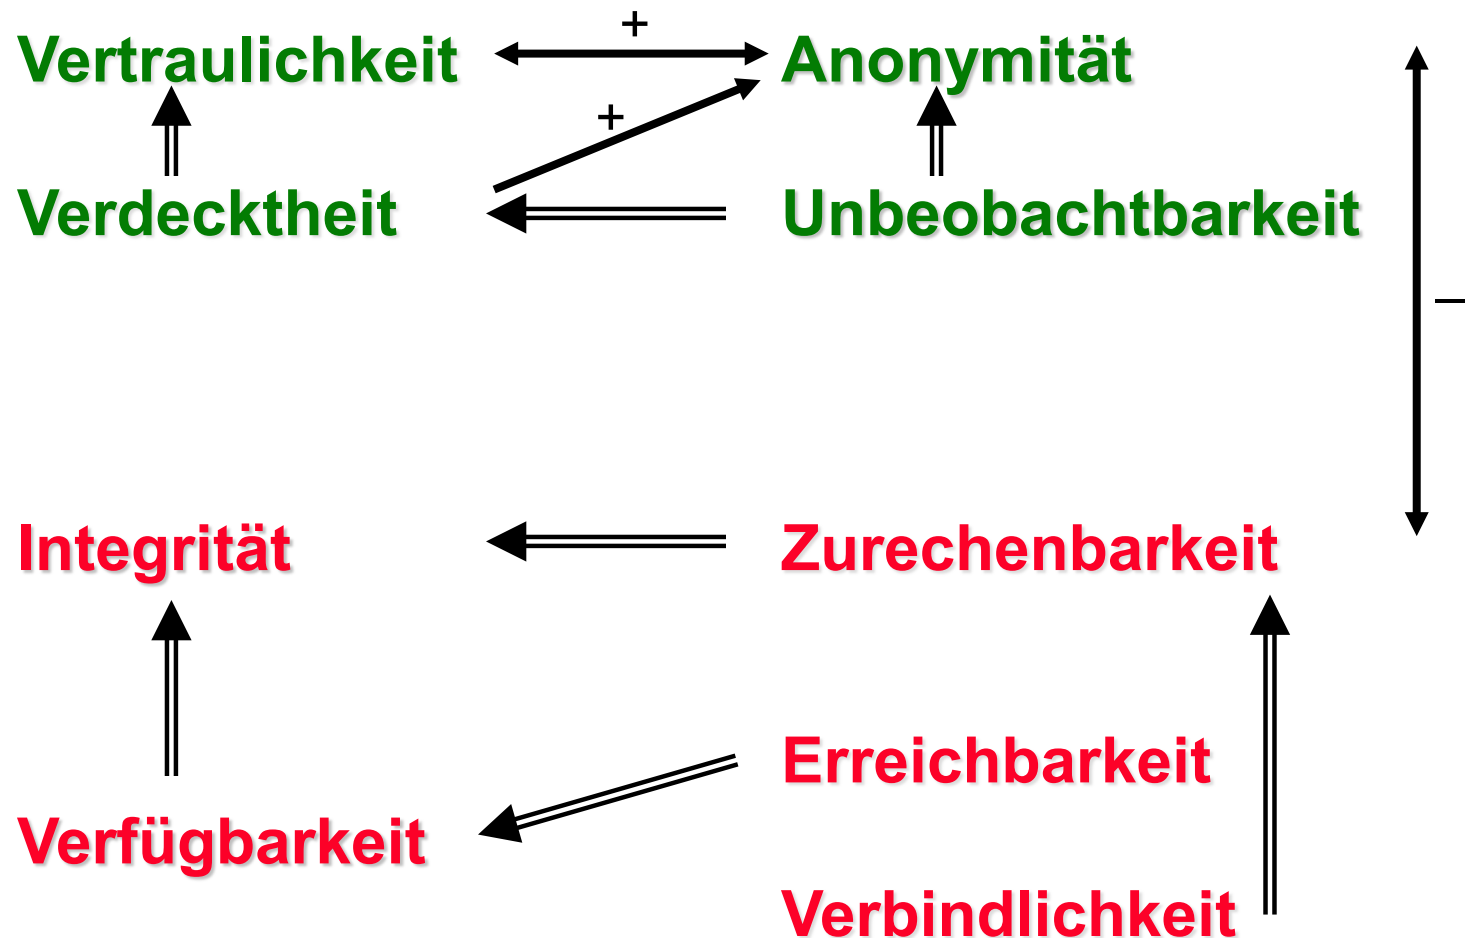 +
Vertraulichkeit Anonymität
+
Verdecktheit Unbeobachtbarkeit
–
Integrität Zurechenbarkeit
Erreichbarkeit
Verfügbarkeit
Verbindlichkeit